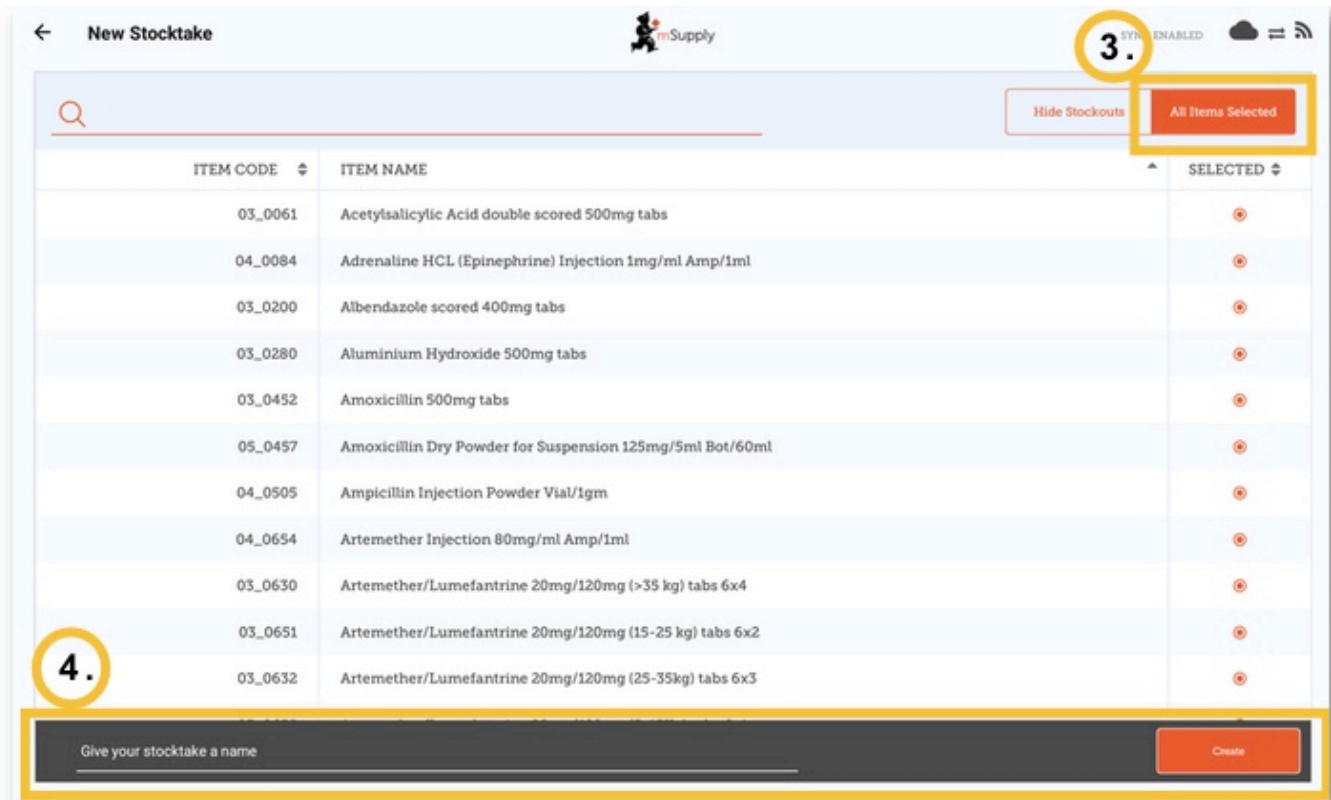 New Stocktake
mSupply
3.
ENABLED
Hide Stockouts
All Items Selected
ITEM CODE ITEM NAME SELECTED
03_0061 Acetylsalicylic Acid double scored 500mg tabs
04_0084 Adrenaline HCL (Epinephrine) Injection 1mg/ml Amp/1ml
03_0200 Albendazole scored 400mg tabs
03_0280 Aluminium Hydroxide 500mg tabs
03_0452 Amoxicillin 500mg tabs
05_0457 Amoxicillin Dry Powder for Suspension 125mg/5ml Bot/60ml
04_0505 Ampicillin Injection Powder Vial/1gm
04_0654 Artemether Injection 80mg/ml Amp/1ml
03_0630 Artemether/Lumefantrine 20mg/120mg (>35 kg) tabs 6x4
03_0651 Artemether/Lumefantrine 20mg/120mg (15-25 kg) tabs 6x2
4.
03_0632 Artemether/Lumefantrine 20mg/120mg (25-35kg) tabs 6x3
Give your stocktake a name
Create